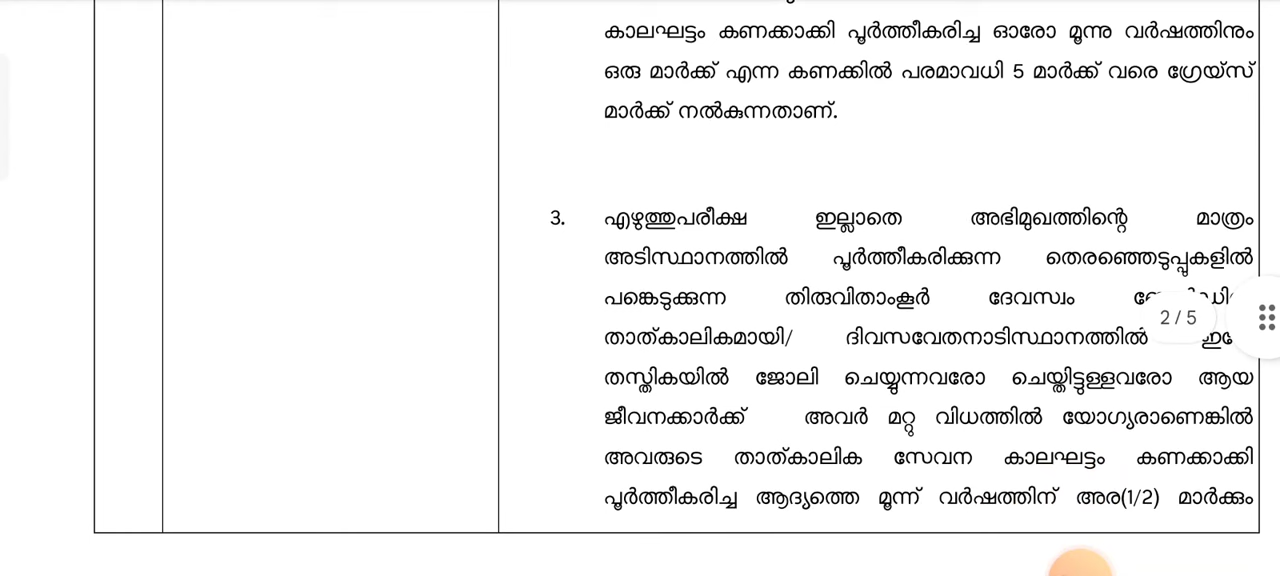 കാലഘട്ടം കണക്കാക്കി പൂർത്തീകരിച്ച ഓരോ മൂന്നു വർഷത്തിനും
ഒരു മാർക്ക് എന്ന കണക്കിൽ പരമാവധി 5 മാർക്ക് വരെ ഗ്രേയ്സ്
മാർക്ക് നൽകുന്നതാണ്.
3. എഴുത്തുപരീക്ഷ ഇല്ലാതെ അഭിമുഖത്തിന്റെ മാത്രം
അടിസ്ഥാനത്തിൽ പൂർത്തീകരിക്കുന്ന തെരഞ്ഞെടുപ്പുകളിൽ
പങ്കെടുക്കുന്ന തിരുവിതാംകൂർ ദേവസ്വം
2/5
താത്കാലികമായി/ ദിവസവേതനാടിസ്ഥാനത്തിൽ
തസ്തികയിൽ ജോലി ചെയ്യുന്നവരോ ചെയ്തിട്ടുള്ളവരോ ആയ
ജീവനക്കാർക്ക് അവർ മറ്റു വിധത്തിൽ യോഗ്യരാണെങ്കിൽ
അവരുടെ താത്കാലിക സേവന കാലഘട്ടം കണക്കാക്കി
പൂർത്തീകരിച്ച ആദ്യത്തെ മൂന്ന് വർഷത്തിന് അര(1/2) മാർക്കും